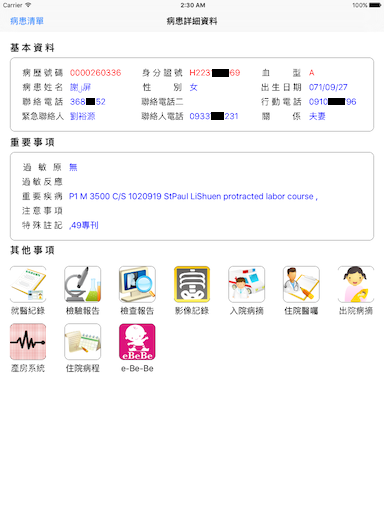 Carrier 2:30 AM 100%
病患清單 病患詳細資料
基本資料
病歷號碼 0000260336 身分證號 H223 69 血型 A
病患姓名 屏 性別 女 出生日期 071/09/27
聯絡電話 368 52 聯絡電話二 行動電話 0910 96
緊急聯絡人 劉裕源 聯絡人電話 0933 231 關係 夫妻
重要事項
過敏原 無
過敏反應
重要疾病 P1 M 3500 C/S 1020919 StPaul LiShuen protracted labor course ,
注意事項
特殊註記 ,49專刊
其他事項
就醫紀錄 檢驗報告 檢查報告 影像記錄 入院病摘 住院醫囑 出院病摘
eBeBe
產房系統 住院病程 e-Be-Be